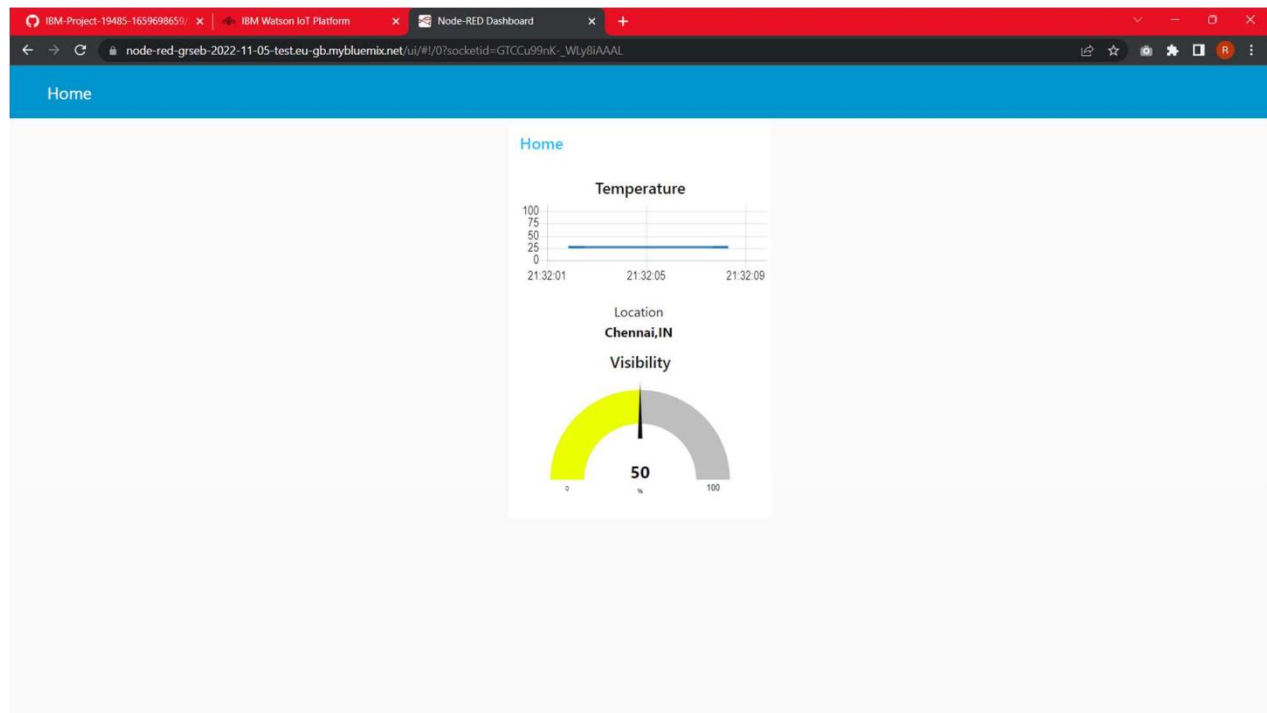 IBM-Project-19485-1659698659/ IBM Watson IoT Platform Node-RED Dashboard
node-red-grseb-2022-11-05-test.eu-gb.mybluemix.net/ui/#!/0?socketid=GTCCu99nK-_WLy8iAAAL R
Home
Home
Temperature
100
75
50
25
0
21:32:01 21:32:05 21:32:09
Location
Chennai,IN
Visibility
50
0 % 100